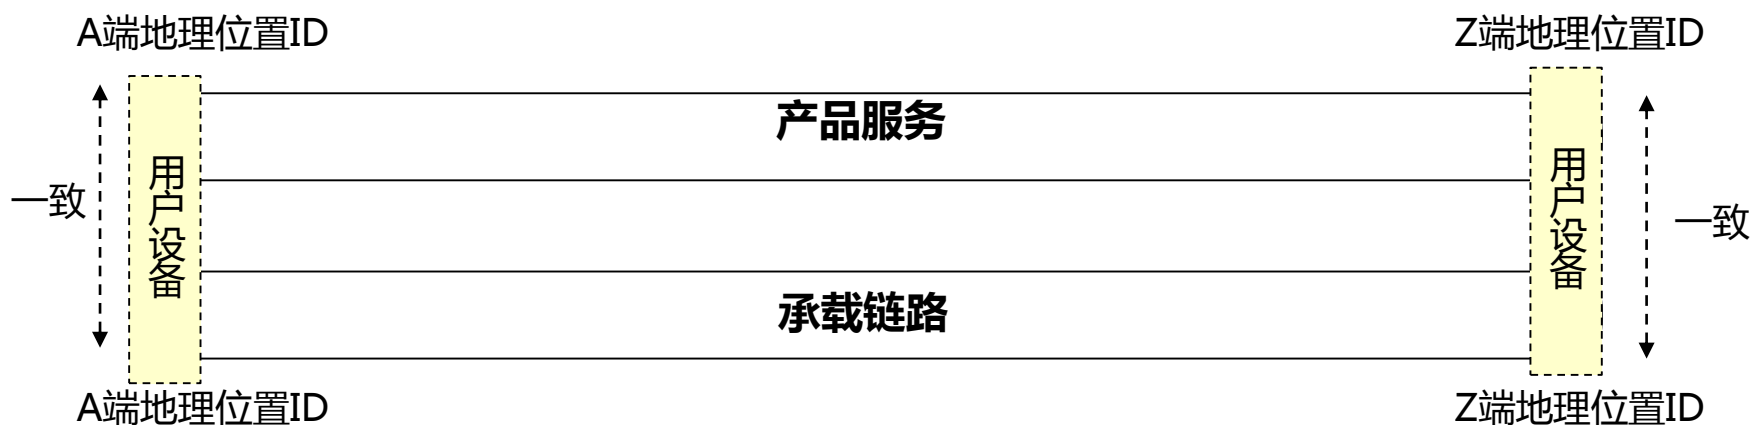 A端地理位置ID
Z端地理位置ID
产品服务
用户设备
用户设备
一致
一致
承载链路
A端地理位置ID
Z端地理位置ID